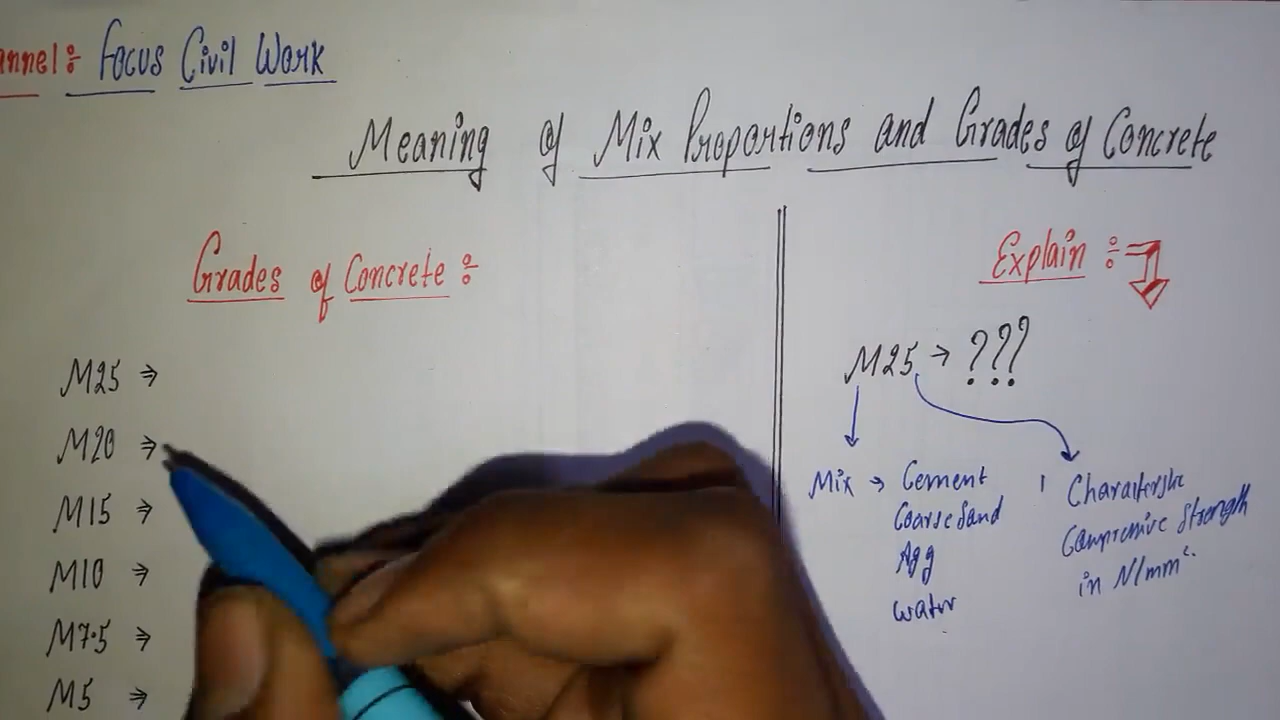 annel: Focus Civil Work
Meaning of Mix Proportions and Grades of Concrete
Grades of Concrete :
M25 ⇒
M20 ⇒
M15 ⇒
M10 ⇒
M7.5 ⇒
M5 ⇒
Explain :
M25 → ???
Mix → Cement
Coarse Sand
Agg
water
Characterstic
Compressive Strength
in N/mm².